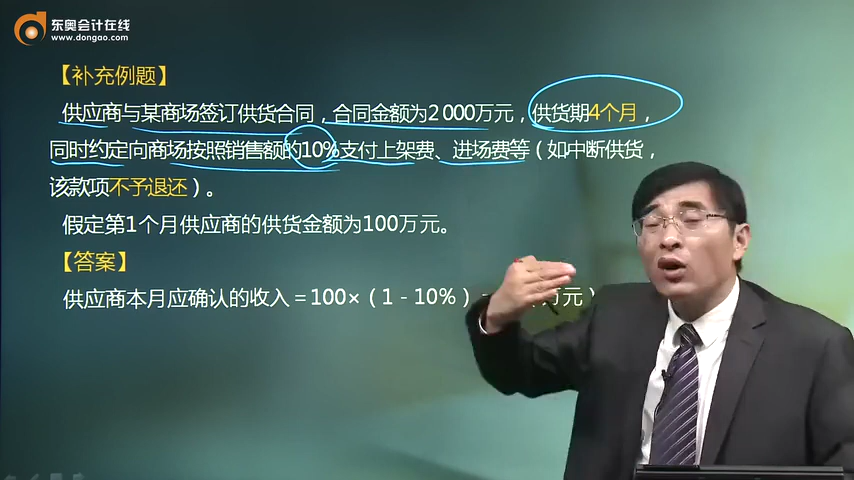 东奥会计在线
www.dongao.com
【补充例题】
供应商与某商场签订供货合同，合同金额为2 000万元，供货期4个月，
同时约定向商场按照销售额的10%支付上架费、进场费等（如中断供货，
该款项不予退还）。
假定第1个月供应商的供货金额为100万元。
【答案】
供应商本月应确认的收入＝100×（1－10%）
万元）